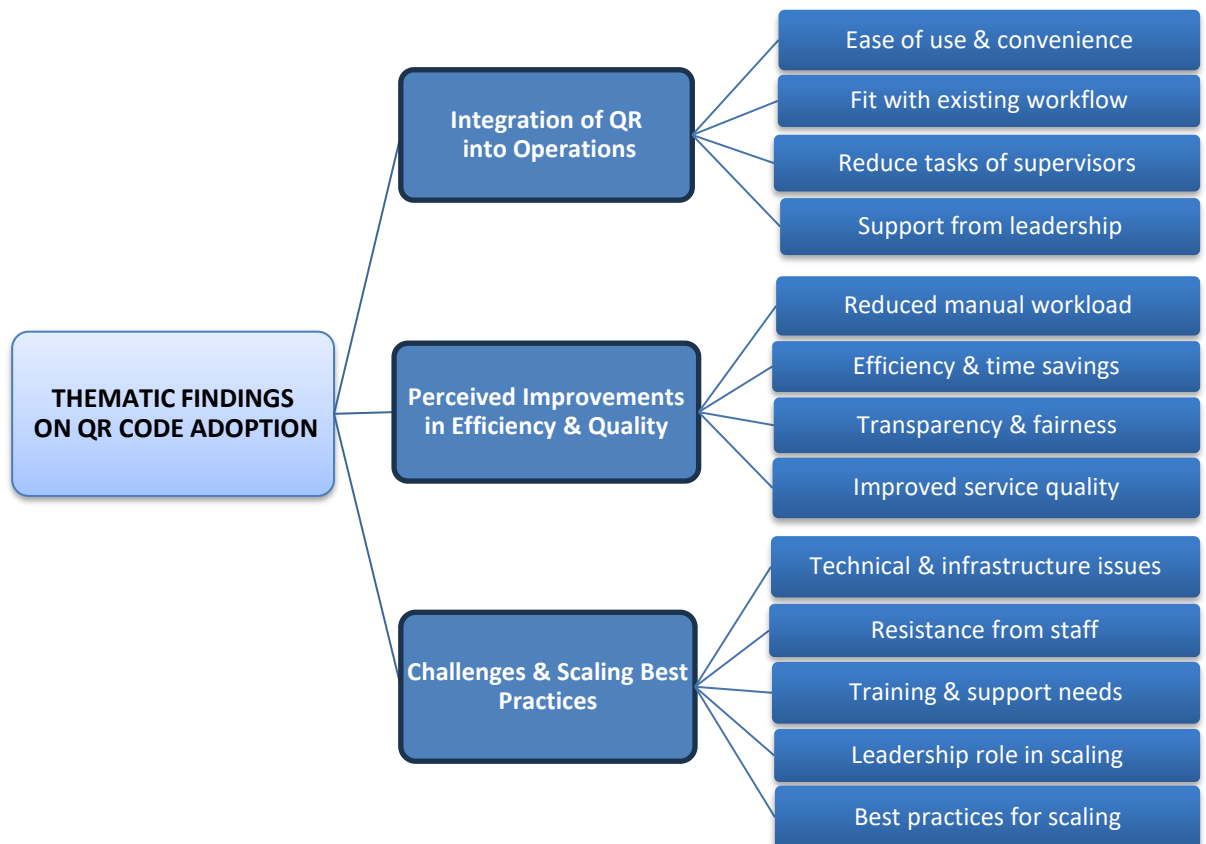 THEMATIC FINDINGS
ON QR CODE ADOPTION
Integration of QR
into Operations
Ease of use & convenience
Fit with existing workflow
Reduce tasks of supervisors
Support from leadership
Perceived Improvements
in Efficiency & Quality
Reduced manual workload
Efficiency & time savings
Transparency & fairness
Improved service quality
Challenges & Scaling Best
Practices
Technical & infrastructure issues
Resistance from staff
Training & support needs
Leadership role in scaling
Best practices for scaling